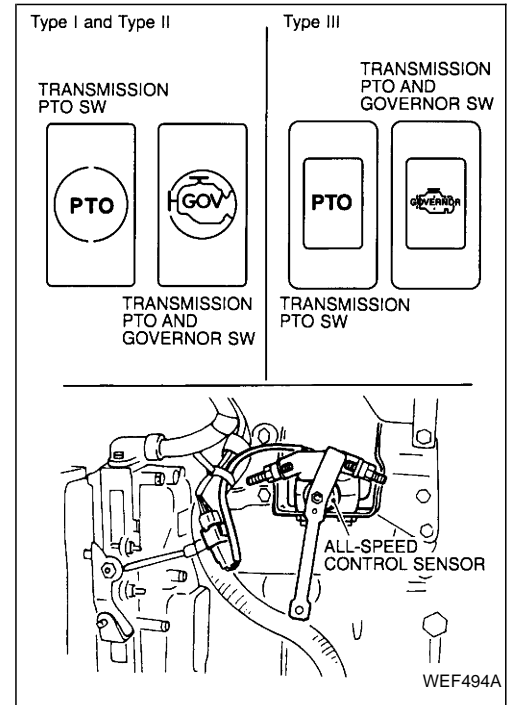 Type I and Type II
Type III
TRANSMISSION
PTO SW
TRANSMISSION
PTO AND
GOVERNOR SW
PTO
GOV
PTO
GOVERNOR
TRANSMISSION
PTO AND
GOVERNOR SW
TRANSMISSION
PTO SW
ALL-SPEED
CONTROL SENSOR
WEF494A